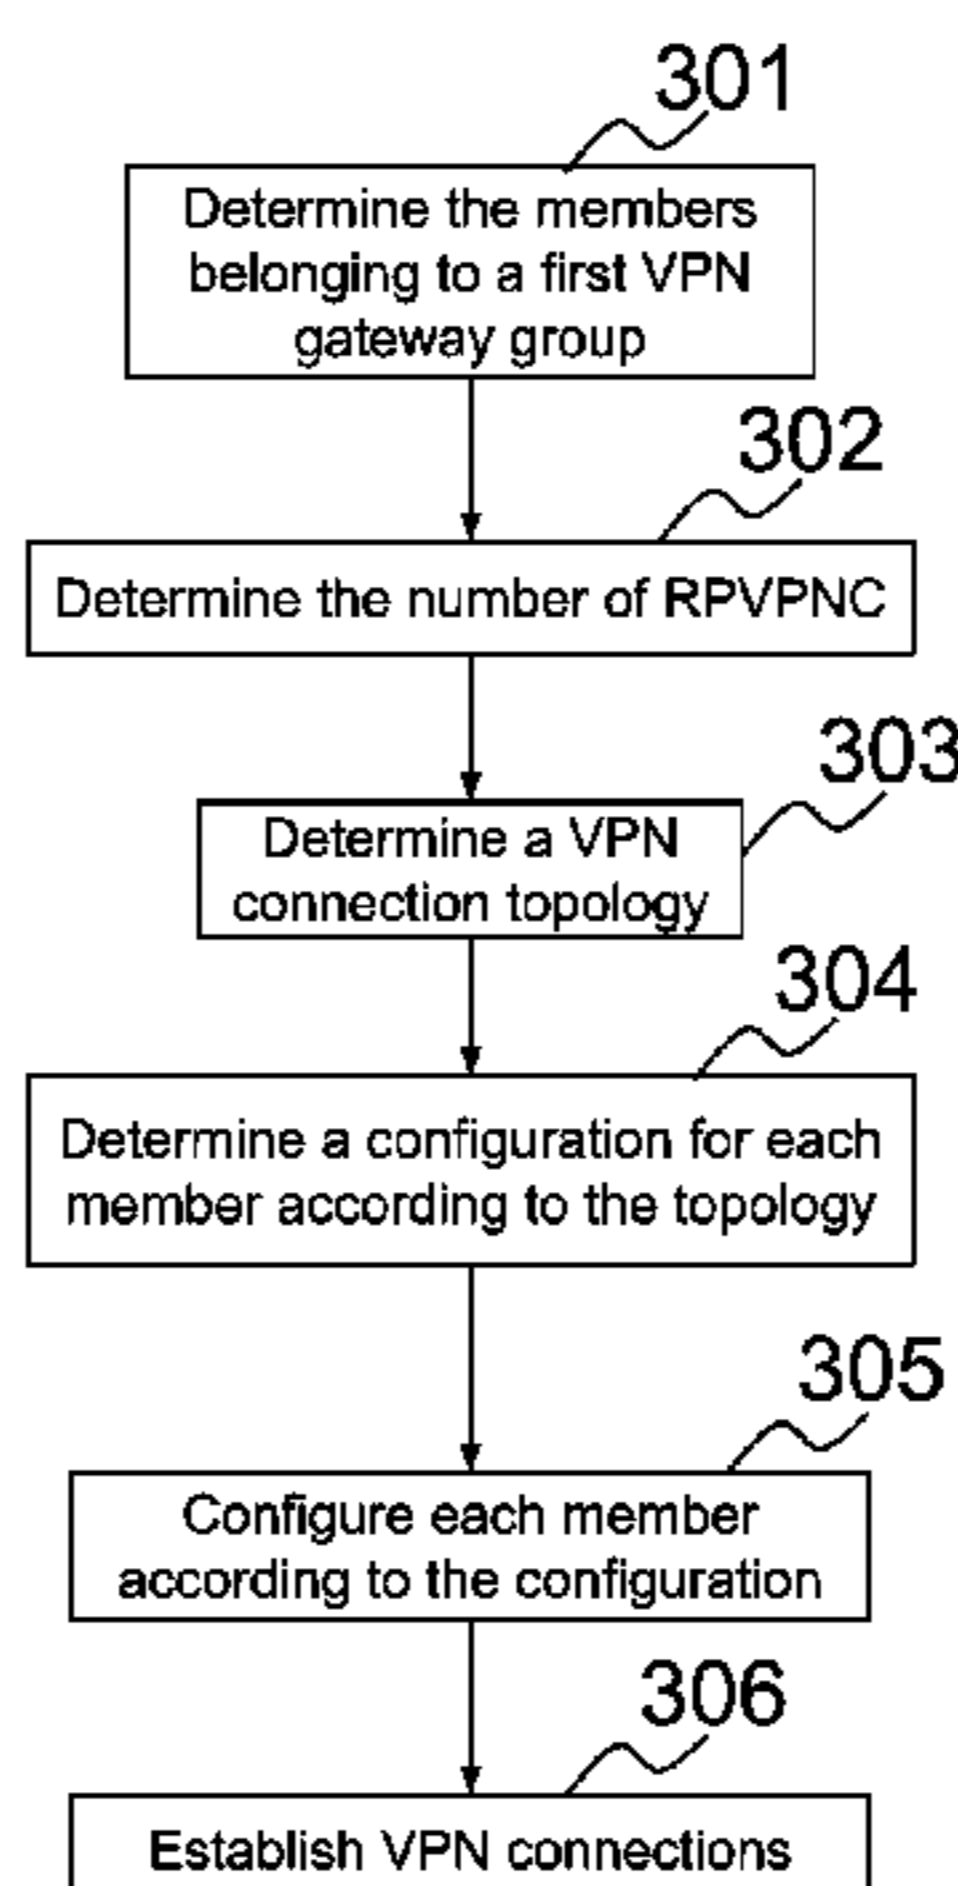 301
Determine the members
belonging to a first VPN
gateway group
302
Determine the number of RPVPNC
303
Determine a VPN
connection topology
304
Determine a configuration for each
member according to the topology
305
Configure each member
according to the configuration
306
Establish VPN connections